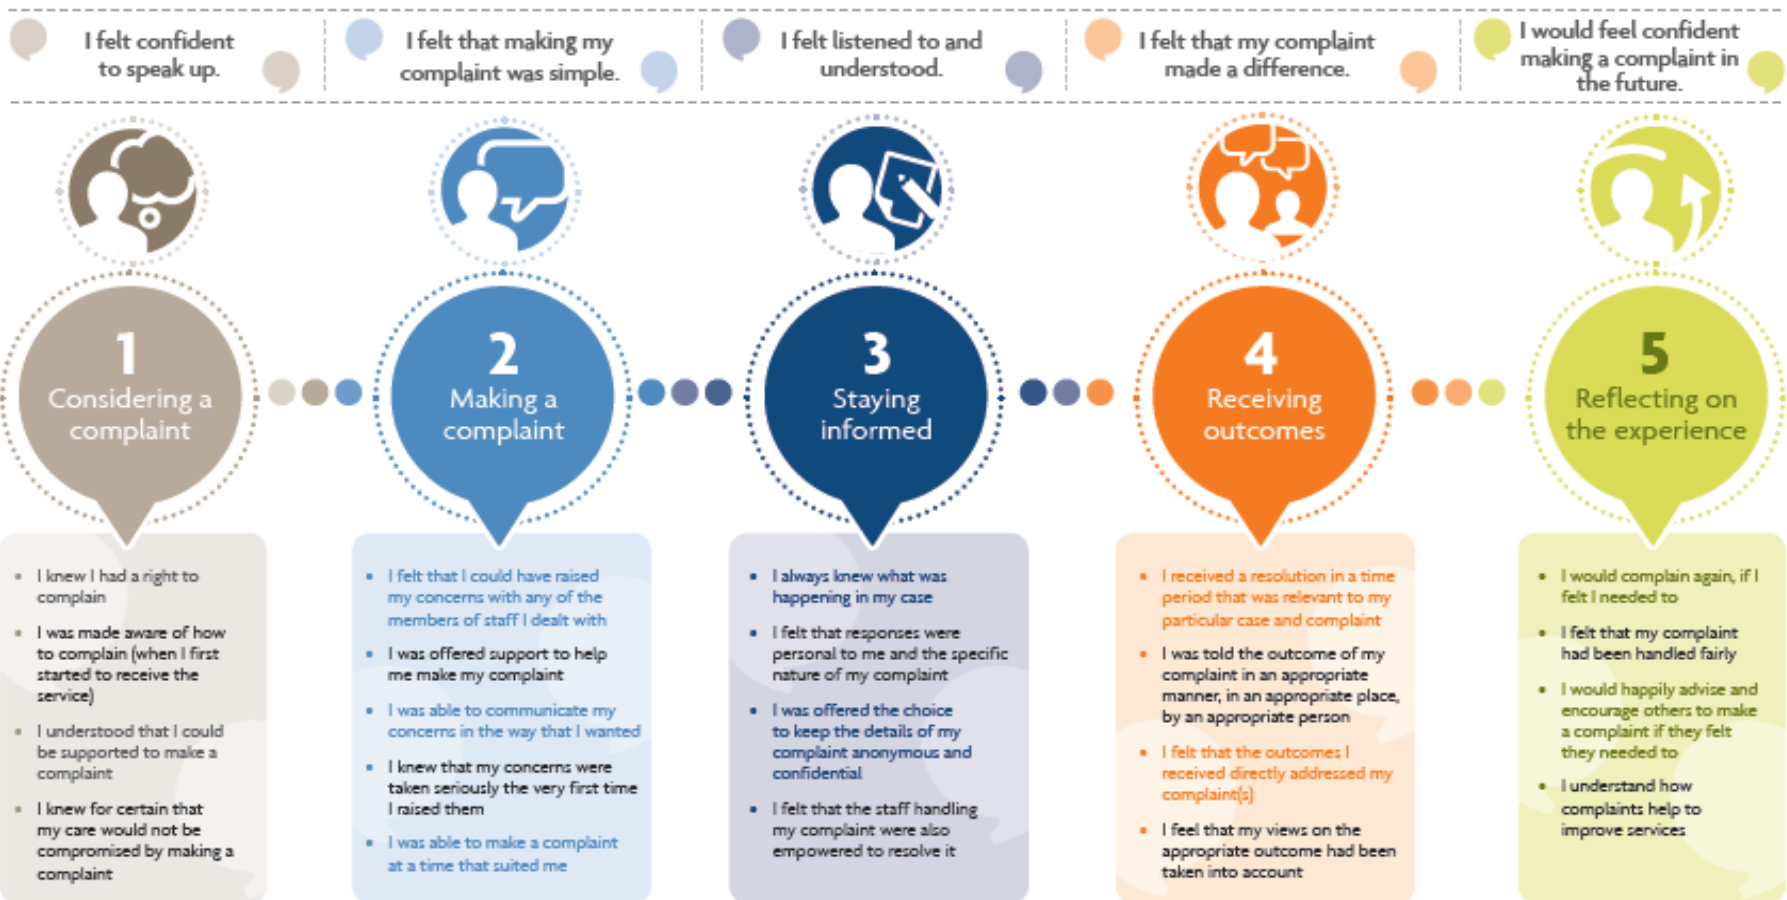 I felt confident
to speak up.
I felt that making my
complaint was simple.
I felt listened to and
understood.
I felt that my complaint
made a difference.
I would feel confident
making a complaint in
the future.
1
Considering a
complaint
2
Making a
complaint
3
Staying
informed
4
Receiving
outcomes
5
Reflecting on
the experience
• I knew I had a right to
complain
• I was made aware of how
to complain (when I first
started to receive the
service)
• I understood that I could
be supported to make a
complaint
• I knew for certain that
my care would not be
compromised by making a
complaint
• I felt that I could have raised
my concerns with any of the
members of staff I dealt with
• I was offered support to help
me make my complaint
• I was able to communicate my
concerns in the way that I wanted
• I knew that my concerns were
taken seriously the very first time
I raised them
• I was able to make a complaint
at a time that suited me
• I always knew what was
happening in my case
• I felt that responses were
personal to me and the specific
nature of my complaint
• I was offered the choice
to keep the details of my
complaint anonymous and
confidential
• I felt that the staff handling
my complaint were also
empowered to resolve it
• I received a resolution in a time
period that was relevant to my
particular case and complaint
• I was told the outcome of my
complaint in an appropriate
manner, in an appropriate place,
by an appropriate person
• I felt that the outcomes I
received directly addressed my
complaint(s)
• I feel that my views on the
appropriate outcome had been
taken into account
• I would complain again, if I
felt I needed to
• I felt that my complaint
had been handled fairly
• I would happily advise and
encourage others to make
a complaint if they felt
they needed to
• I understand how
complaints help to
improve services